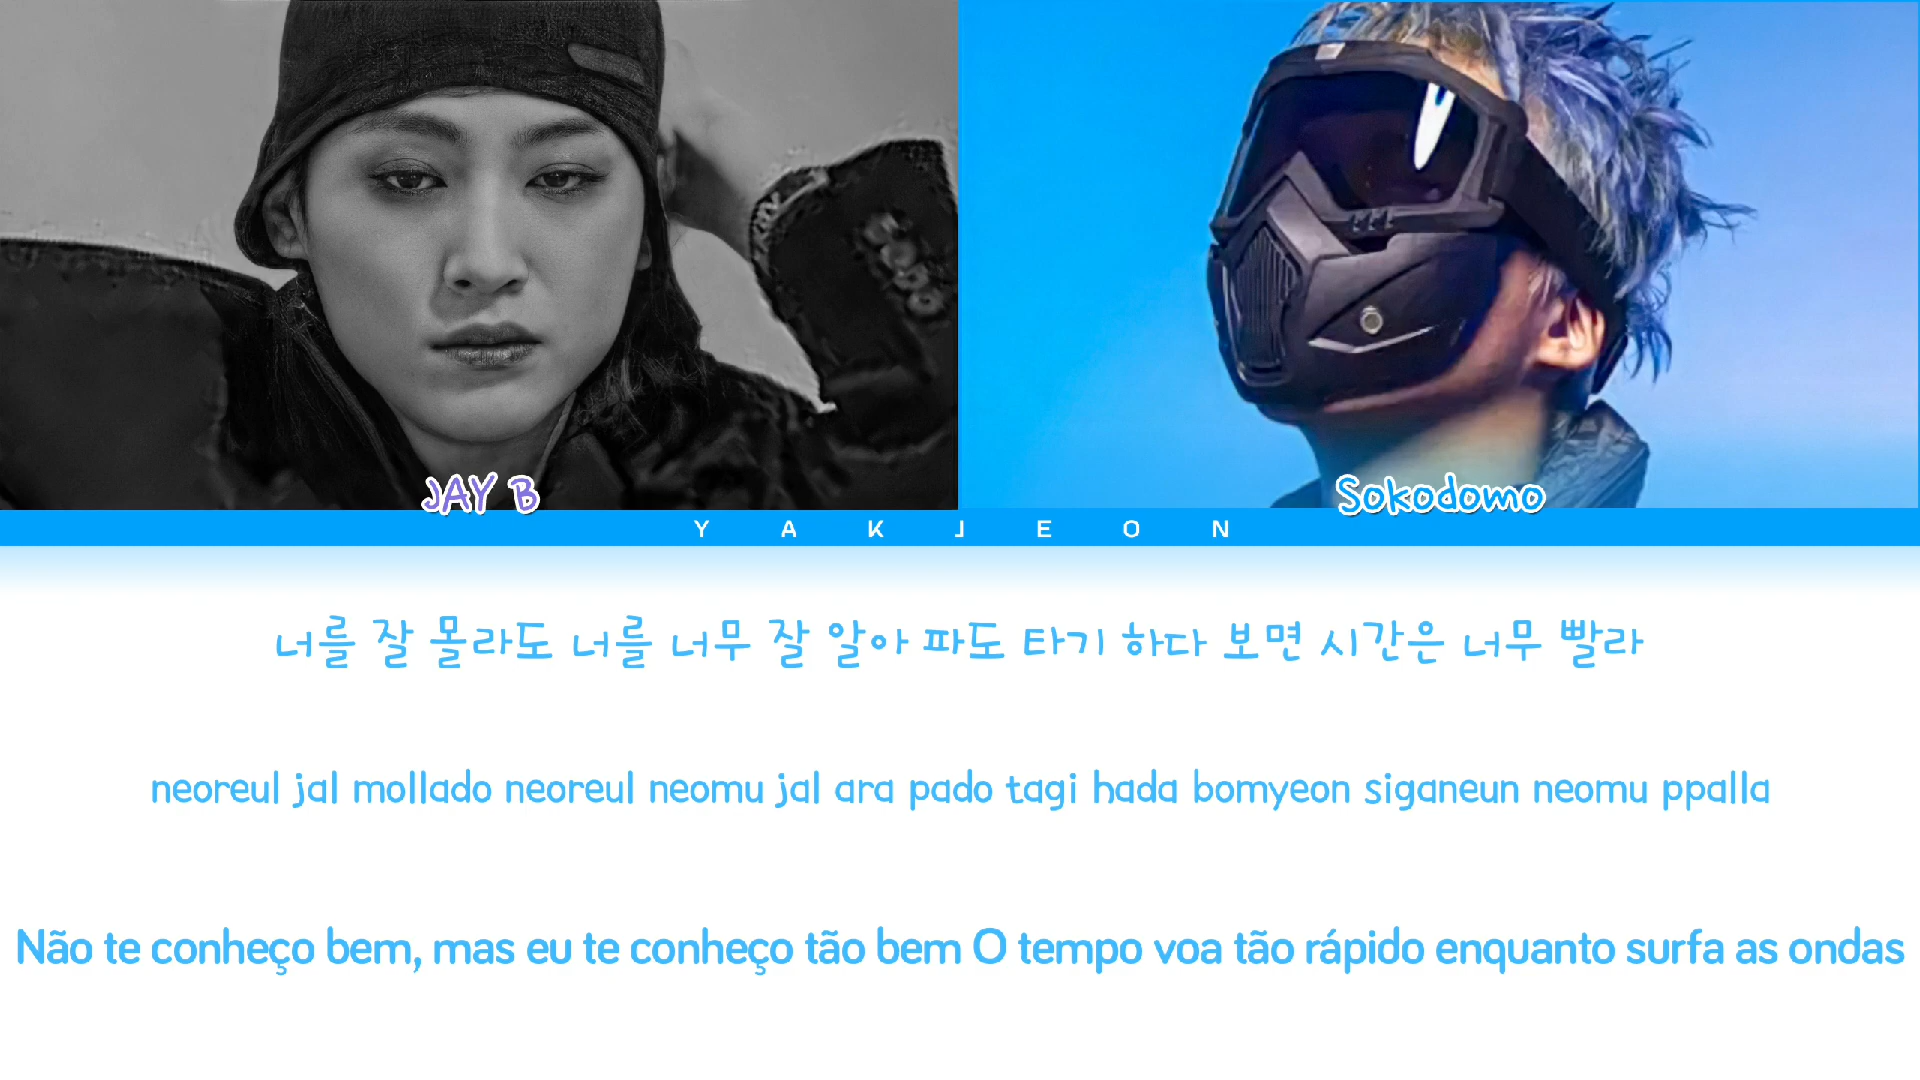 JAY B
Sokodomo
YAKJEON
너를 잘 몰라도 너를 너무 잘 알아 파도 타기 하다 보면 시간은 너무 빨라
neoreul jal mollado neoreul neomu jal ara pado tagi hada bomyeon siganeun neomu ppalla
Não te conheço bem, mas eu te conheço tão bem O tempo voa tão rápido enquanto surfa as ondas